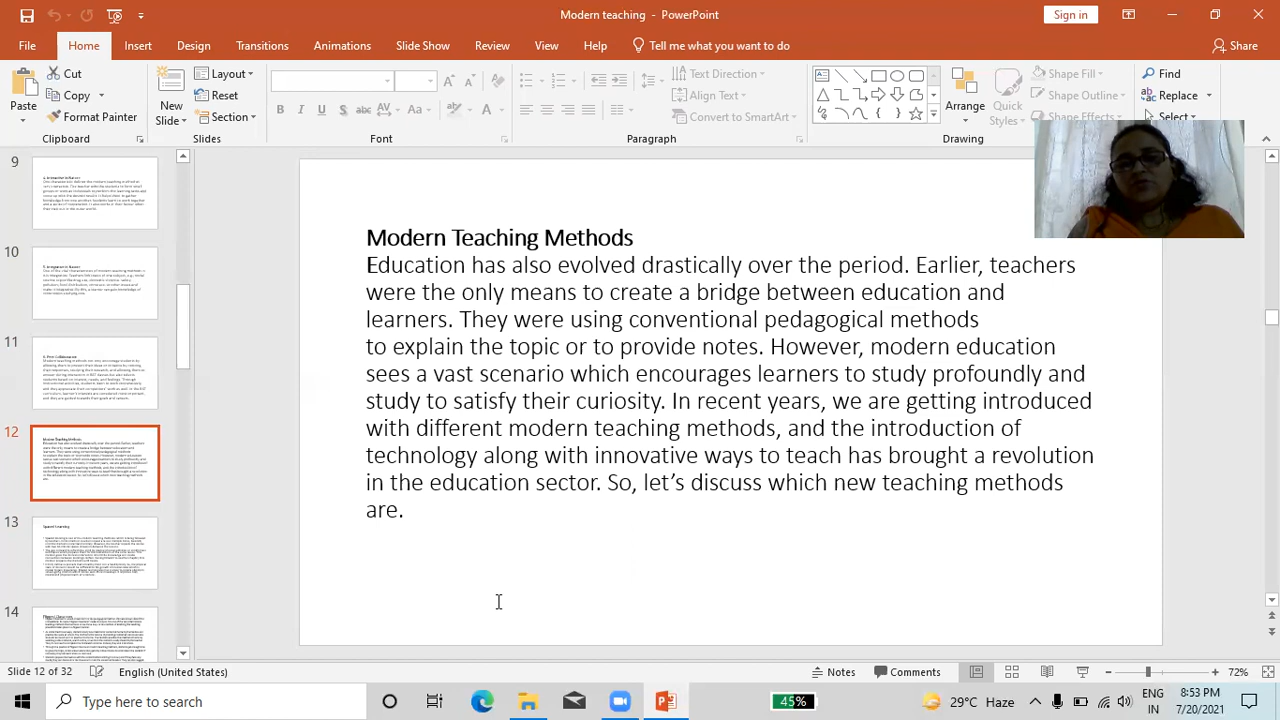 Modern teaching - PowerPoint
Sign in
File Home Insert Design Transitions Animations Slide Show Review View Help Tell me what you want to do Share
Cut
Copy
Format Painter
Paste
Clipboard
New
Slide
Layout
Reset
Section
Slides
Font
Text Direction
Align Text
Convert to SmartArt
Paragraph
Arrange
Quick
Styles
Shape Fill
Shape Outline
Shape Effects
Drawing
Find
Replace
Select
9
10
11
12
13
14
Modern Teaching Methods
Education has also evolved drastically over the period. Earlier, teachers
were the only means to create a bridge between education and
learners. They were using conventional pedagogical methods
to explain the topic or to provide notes. However, modern education
sees a vast scenario which encourages learners to study profoundly and
study to satisfy their curiosity. In recent years, we are getting introduced
with different modern teaching methods, and the introduction of
technology along with innovative ways to teach has brought a revolution
in the education sector. So, let's discuss which new teaching methods
are.
Slide 12 of 32 English (United States) Notes Comments 72%
Type here to search
45%
29°C Haze
ENG
IN
8:53 PM
7/20/2021